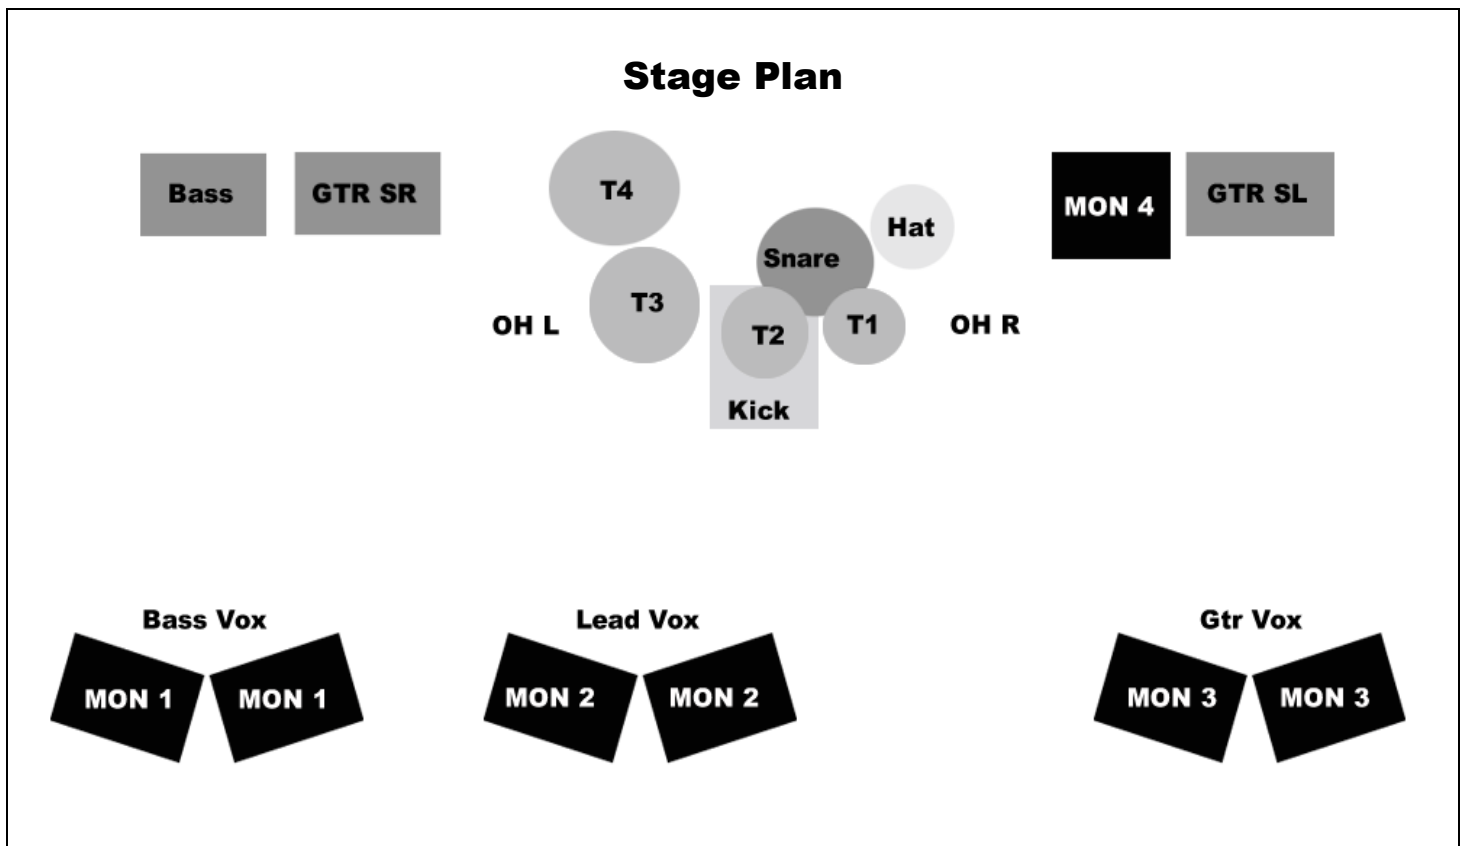 Stage Plan
Bass
GTR SR
T4
Hat
MON 4
GTR SL
Snare
T3
OH L
T2
T1
OH R
Kick
Bass Vox
Lead Vox
Gtr Vox
MON 1
MON 1
MON 2
MON 2
MON 3
MON 3